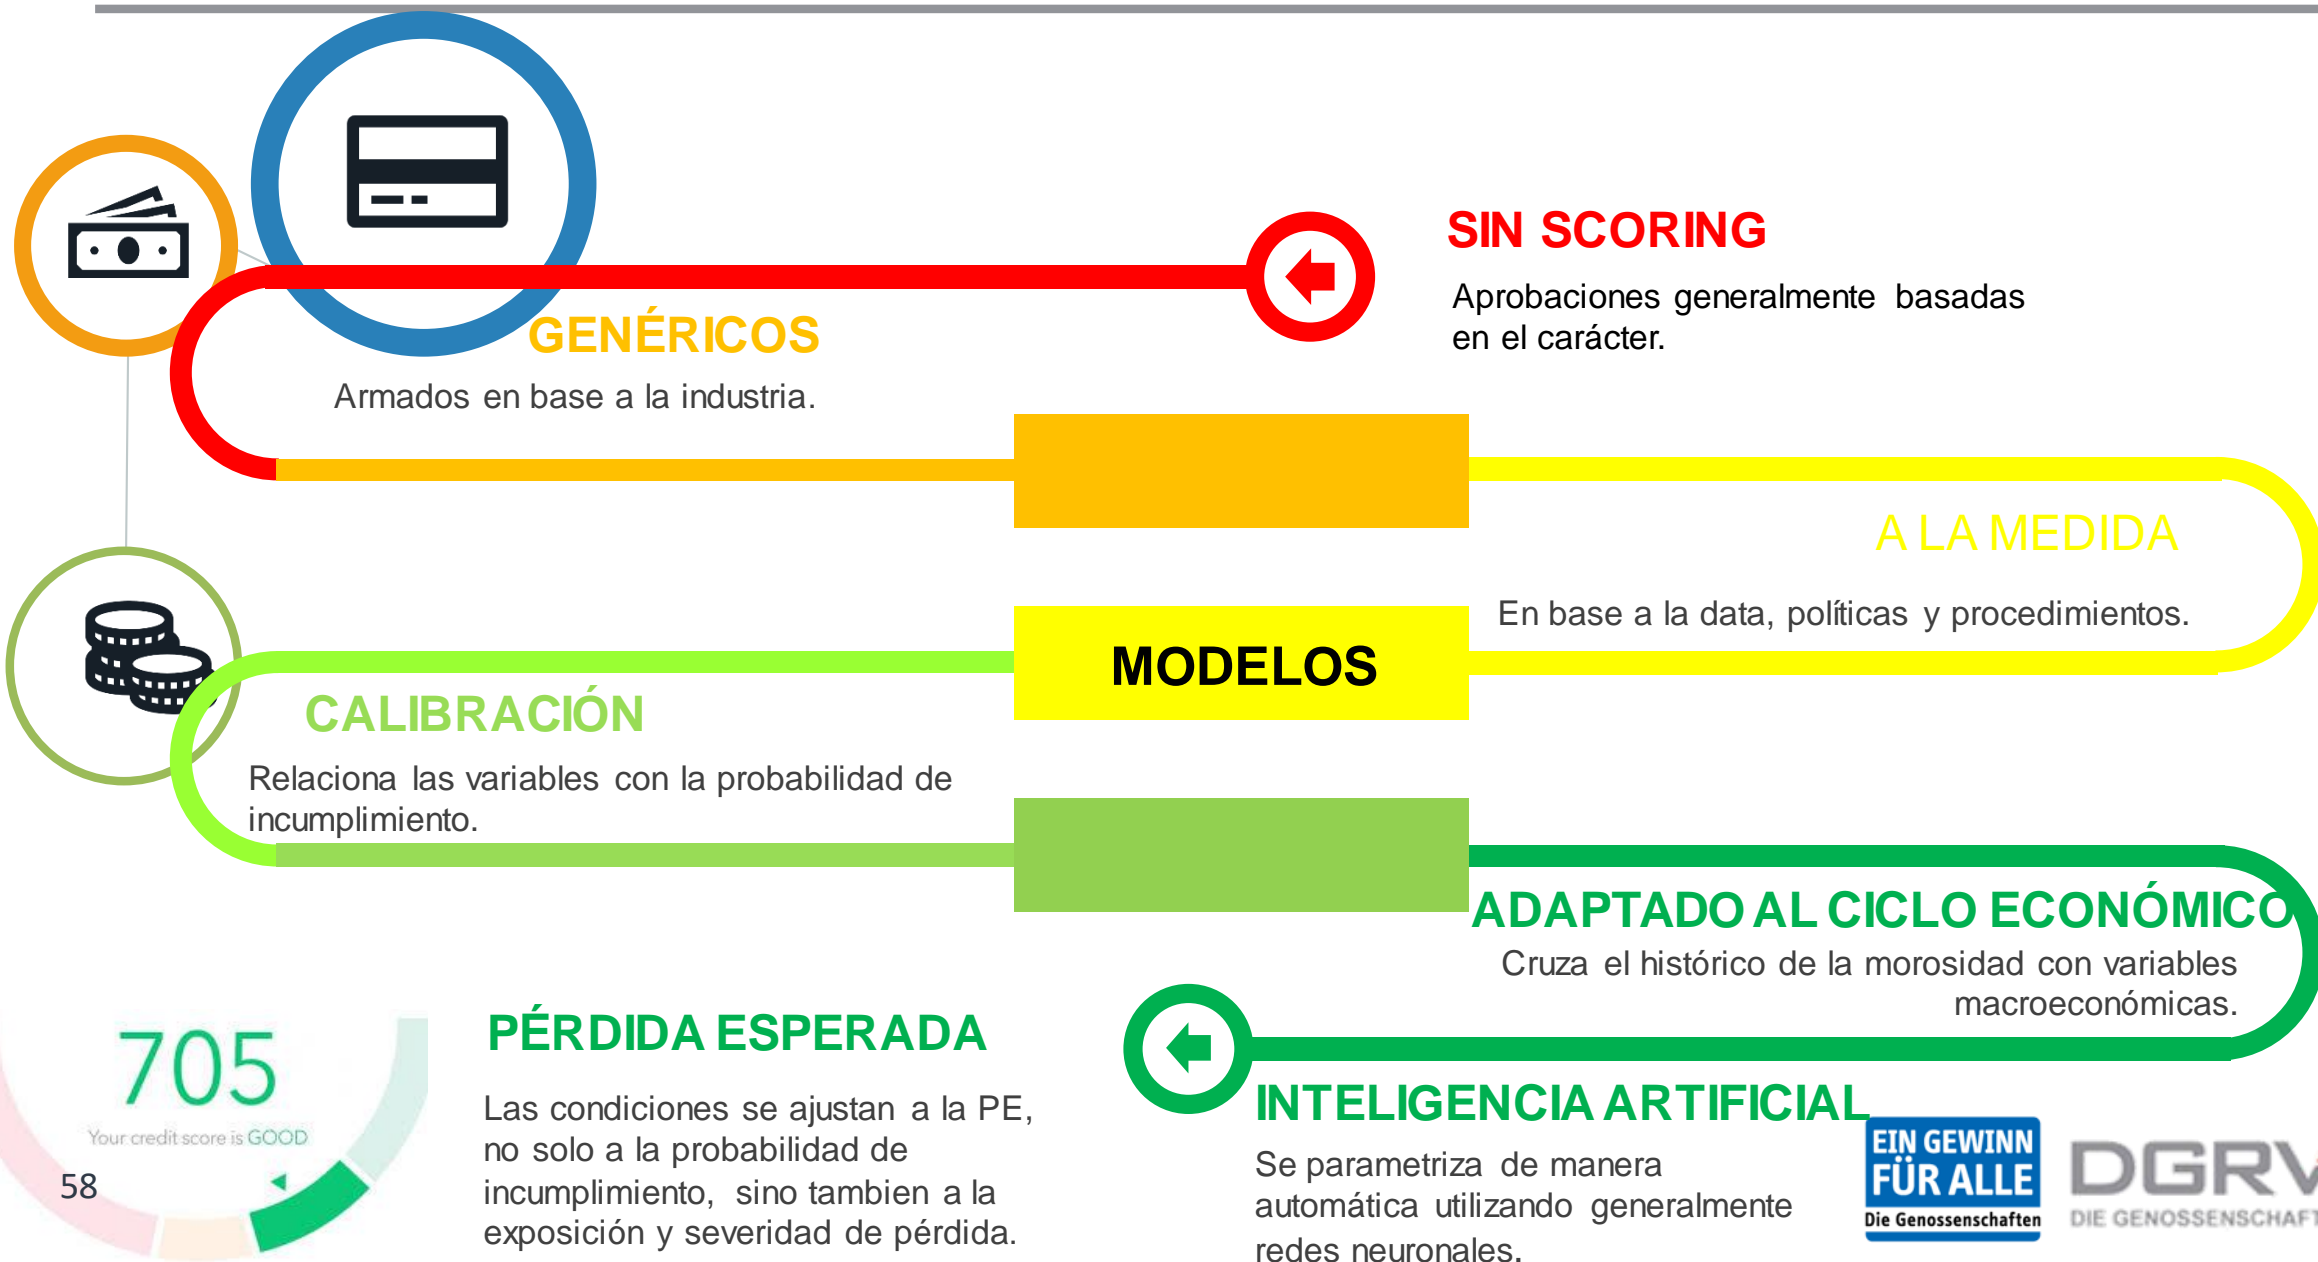 SIN SCORING
Aprobaciones generalmente basadas
en el carácter.
GENÉRICOS
Armados en base a la industria.
A LA MEDIDA
En base a la data, políticas y procedimientos.
MODELOS
CALIBRACIÓN
Relaciona las variables con la probabilidad de
incumplimiento.
ADAPTADO AL CICLO ECONÓMICO
Cruza el histórico de la morosidad con variables
macroeconómicas.
PÉRDIDA ESPERADA
Las condiciones se ajustan a la PE,
no solo a la probabilidad de
incumplimiento, sino tambien a la
exposición y severidad de pérdida.
INTELIGENCIA ARTIFICIAL
Se parametriza de manera
automática utilizando generalmente
redes neuronales.
705
Your credit score is GOOD
58
EIN GEWINN
FÜR ALLE
Die Genossenschaften
DGRV
DIE GENOSSENSCHAFT